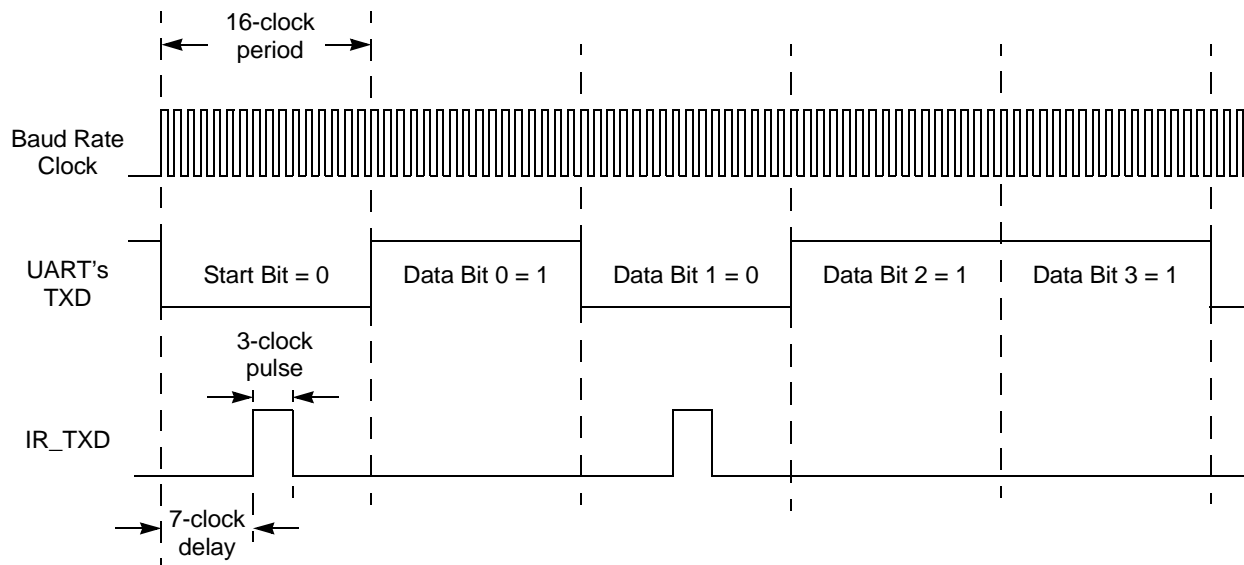 16-clock
period
Baud Rate
Clock
UART's
TXD
Start Bit = 0
Data Bit 0 = 1
Data Bit 1 = 0
Data Bit 2 = 1
Data Bit 3 = 1
3-clock
pulse
IR_TXD
7-clock
delay